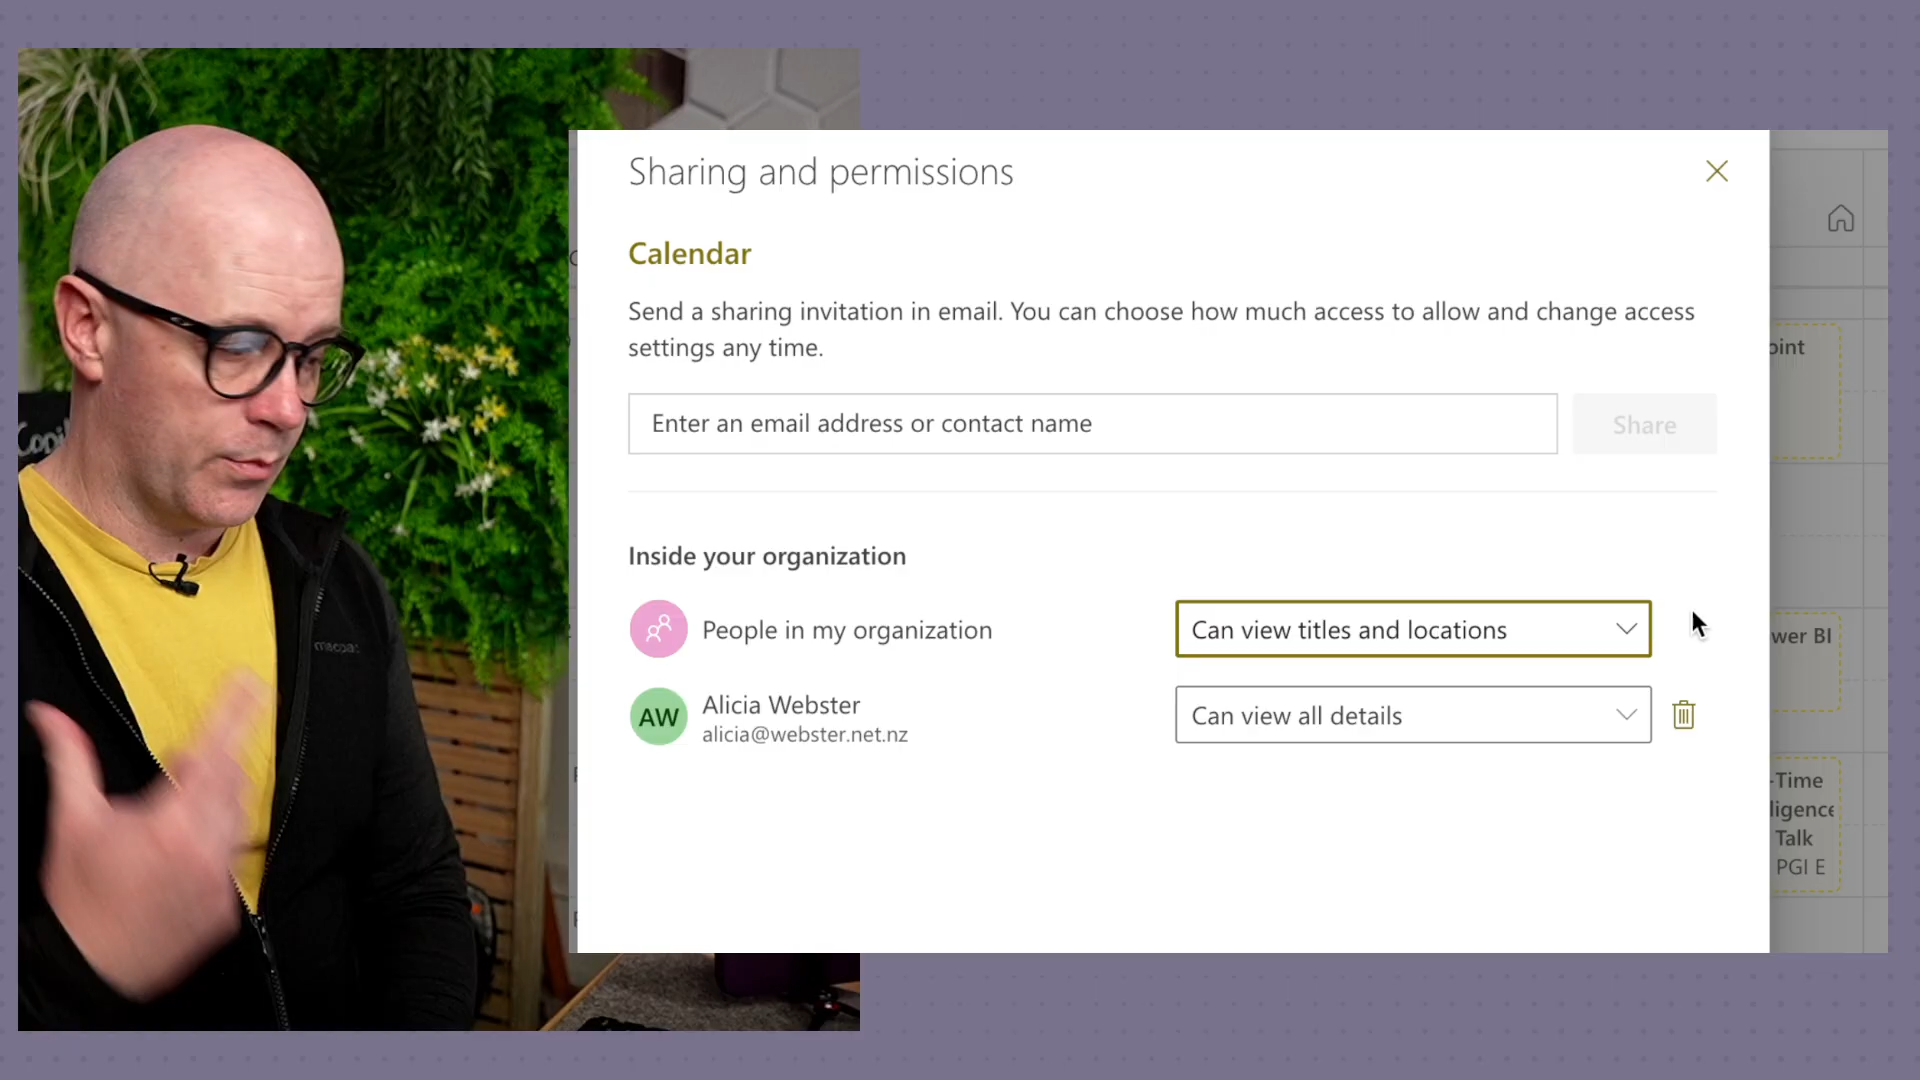 Sharing and permissions
Calendar
Send a sharing invitation in email. You can choose how much access to allow and change access
settings any time.
Enter an email address or contact name
Share
Inside your organization
People in my organization
Can view titles and locations
AW
Alicia Webster
alicia@webster.net.nz
Can view all details
oint
wer BI
-Time
lligence
Talk
PGI E
macpac